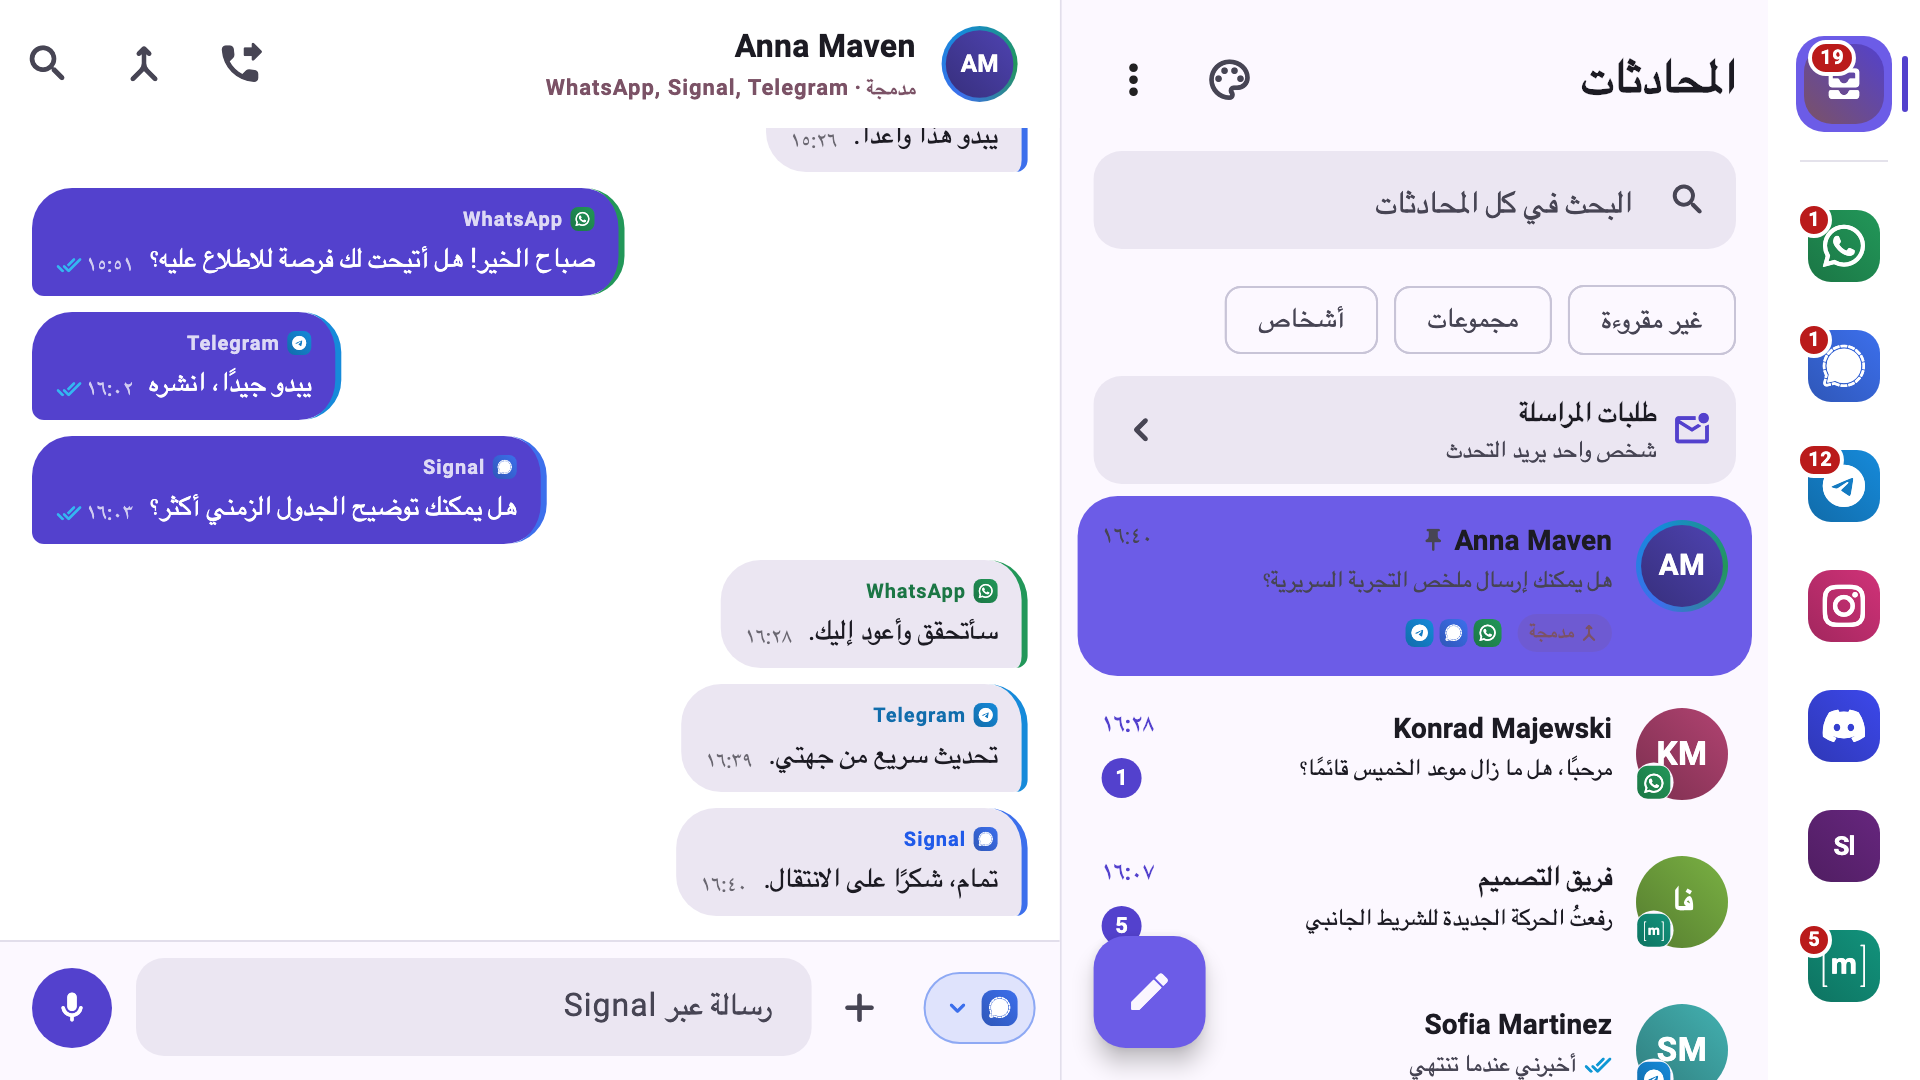 19
1
1
12
Sl
5
[m]
المحادثات
البحث في كل المحادثات
غير مقروءة
مجموعات
أشخاص
طلبات المراسلة
شخص واحد يريد التحدث
AM
Anna Maven
١٦:٤٠
هل يمكنك إرسال ملخص التجربة السريرية؟
مدمجة
KM
Konrad Majewski
١٦:٢٨
مرحبًا، هل ما زال موعد الخميس قائمًا؟
1
فا
[m]
فريق التصميم
١٦:٠٧
رفعتُ الحركة الجديدة للشريط الجانبي
5
SM
Sofia Martinez
أخبرني عندما تنتهي
AM
Anna Maven
مدمجة · WhatsApp, Signal, Telegram
يبدو هذا واعدًا. ١٥:٢٦
WhatsApp
صباح الخير! هل أتيحت لك فرصة للاطلاع عليه؟ ١٥:٥١
Telegram
يبدو جيدًا، انشره ١٦:٠٢
Signal
هل يمكنك توضيح الجدول الزمني أكثر؟ ١٦:٠٣
WhatsApp
سأتحقق وأعود إليك. ١٦:٢٨
Telegram
تحديث سريع من جهتي. ١٦:٣٩
Signal
تمام، شكرًا على الانتقال. ١٦:٤٠
رسالة عبر Signal